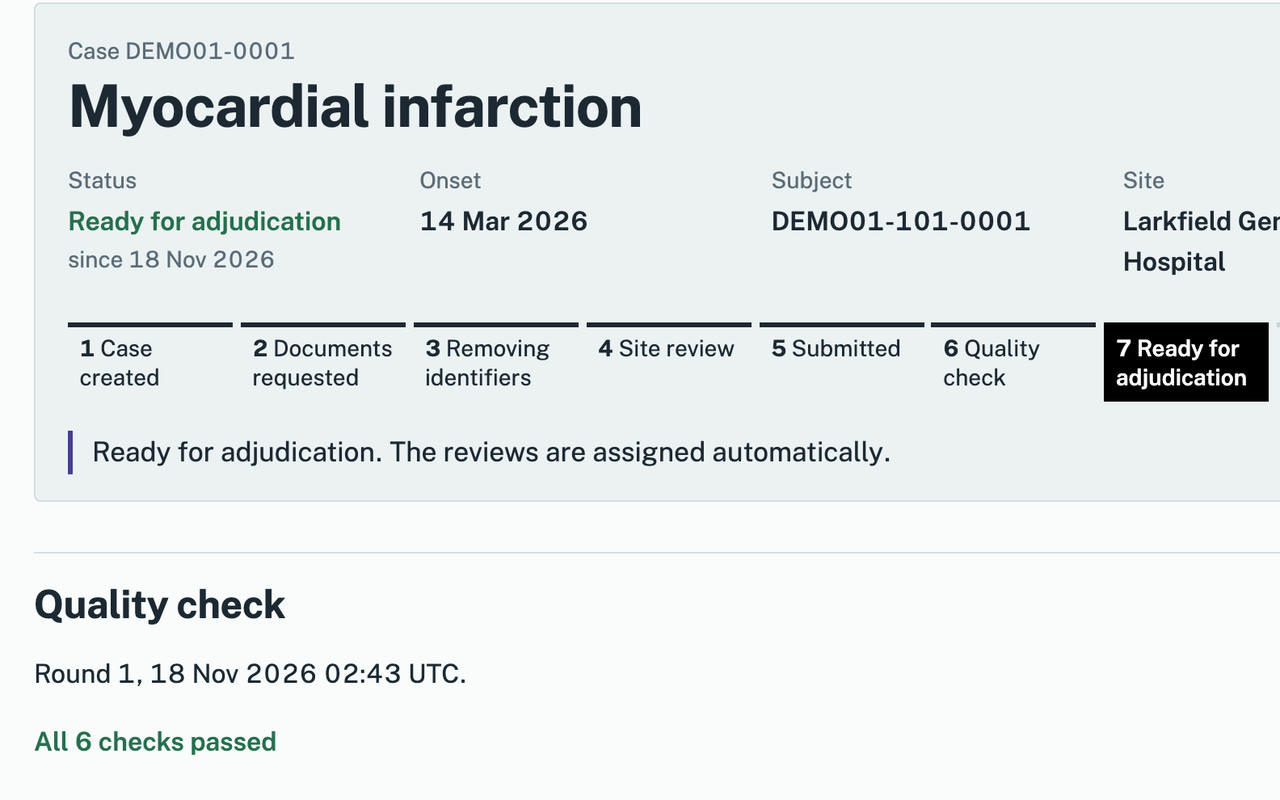 Case DEMO01-0001
Myocardial infarction
Status
Onset
Subject
Site
Ready for adjudication
14 Mar 2026
DEMO01-101-0001
Larkfield
Hospital
since 18 Nov 2026
1 Case
created
2 Documents
requested
3 Removing
identifiers
4 Site review
5 Submitted
6 Quality
check
7 Ready for
adjudication
Ready for adjudication. The reviews are assigned automatically.
Quality check
Round 1, 18 Nov 2026 02:43 UTC.
All 6 checks passed